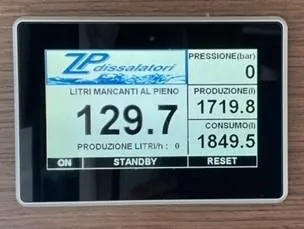 ZP dissalatori
PRESSIONE(bar)
0
LITRI MANCANTI AL PIENO
129.7
PRODUZIONE LITRI/h : 0
PRODUZIONE(l)
1719.8
CONSUMO(l)
1849.5
ON STANDBY RESET